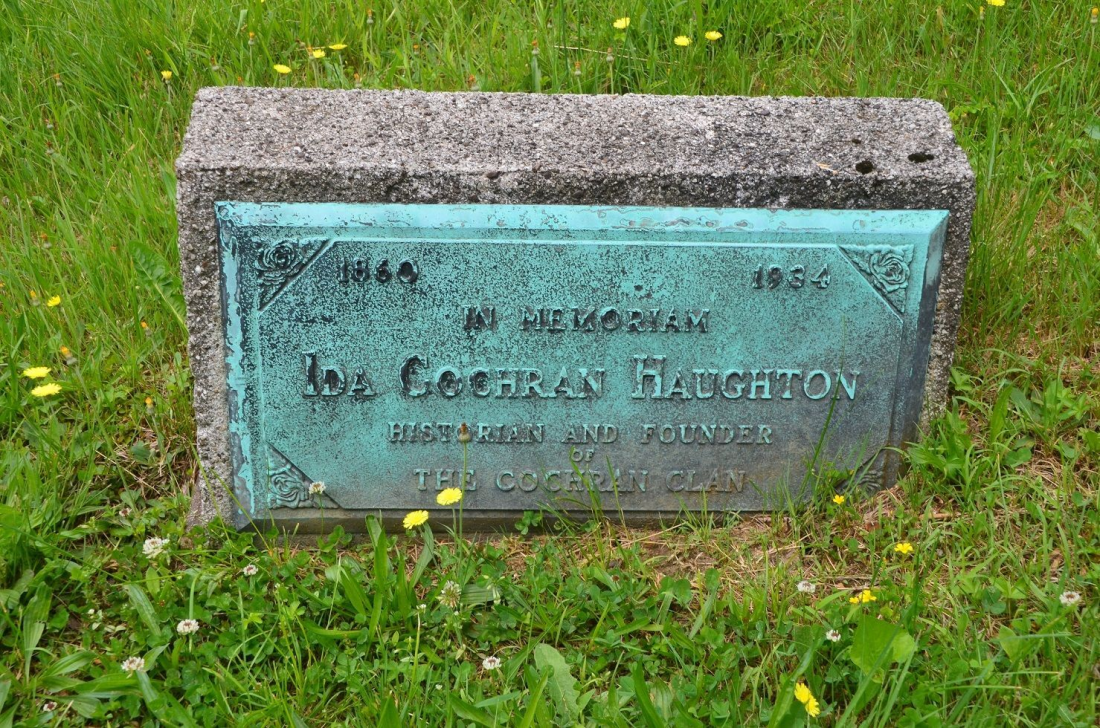 1860 1934
IN MEMORIAM
IDA COCHRAN HAUGHTON
HISTORIAN AND FOUNDER
OF
THE COCHRAN CLAN